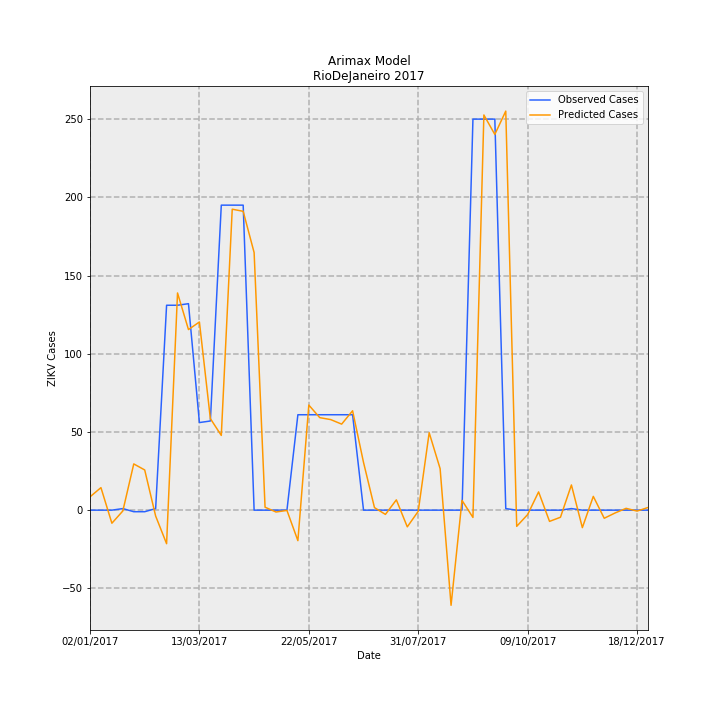 Arimax Model
RioDeJaneiro 2017
Observed Cases
Predicted Cases
250
200
150
100
50
0
−50
ZIKV Cases
02/01/2017
13/03/2017
22/05/2017
31/07/2017
09/10/2017
18/12/2017
Date